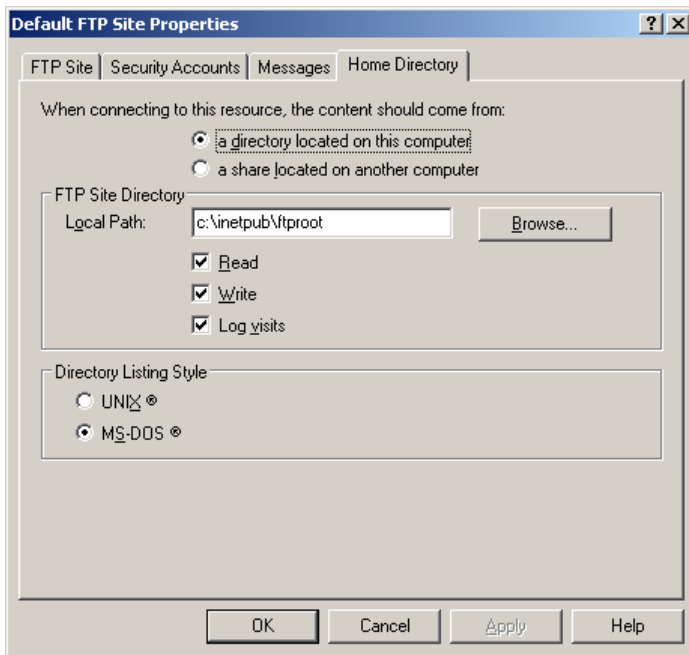 Default FTP Site Properties
FTP Site Security Accounts Messages Home Directory
When connecting to this resource, the content should come from:
a directory located on this computer
a share located on another computer
FTP Site Directory
Local Path: c:\inetpub\ftproot Browse...
Read
Write
Log visits
Directory Listing Style
UNIX ®
MS-DOS ®
OK Cancel Apply Help